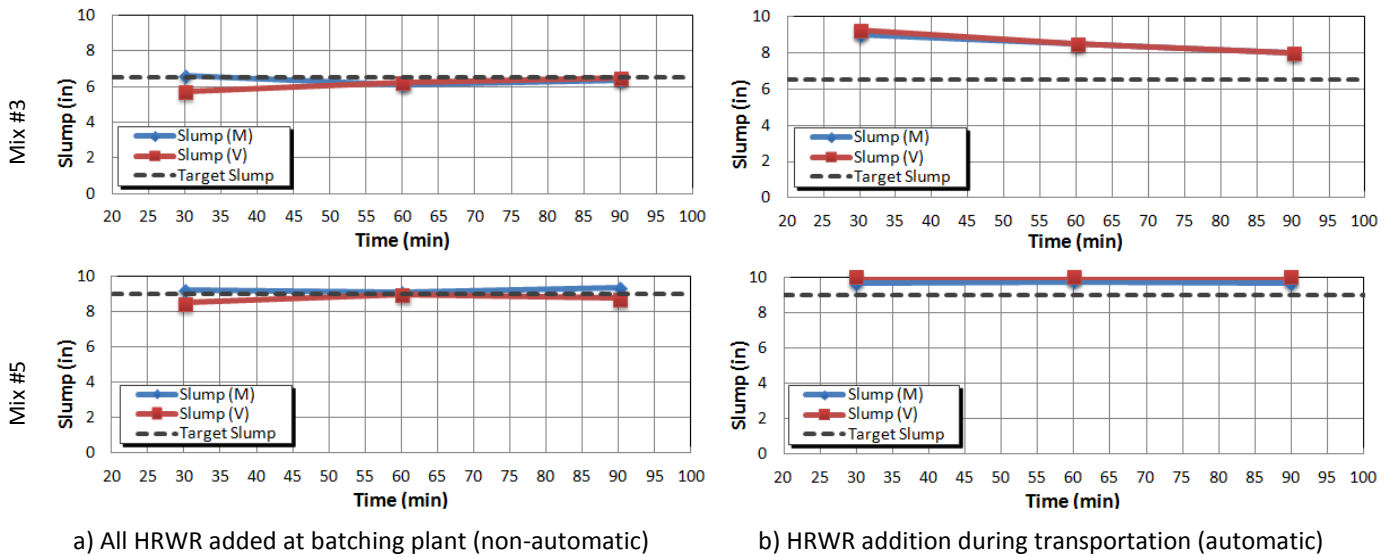 Mix #3
Slump (in)
10
8
6
4
2
0
Slump (M)
Slump (V)
Target Slump
20 25 30 35 40 45 50 55 60 65 70 75 80 85 90 95 100
Time (min)
Slump (in)
10
8
6
4
2
0
Slump (M)
Slump (V)
Target Slump
20 25 30 35 40 45 50 55 60 65 70 75 80 85 90 95 100
Time (min)
Mix #5
Slump (in)
10
8
6
4
2
0
Slump (M)
Slump (V)
Target Slump
20 25 30 35 40 45 50 55 60 65 70 75 80 85 90 95 100
Time (min)
Slump (in)
10
8
6
4
2
0
Slump (M)
Slump (V)
Target Slump
20 25 30 35 40 45 50 55 60 65 70 75 80 85 90 95 100
Time (min)
a) All HRWR added at batching plant (non-automatic)
b) HRWR addition during transportation (automatic)